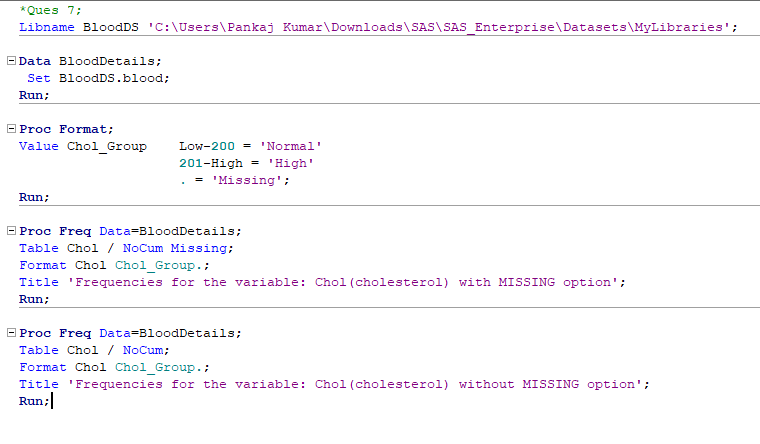 *Ques 7;
Libname BloodDS 'C:\Users\Pankaj Kumar\Downloads\SAS\SAS_Enterprise\Datasets\MyLibraries';
Data BloodDetails;
Set BloodDS.blood;
Run;
Proc Format;
Value Chol_Group    Low-200 = 'Normal'
201-High = 'High'
. = 'Missing';
Run;
Proc Freq Data=BloodDetails;
Table Chol / NoCum Missing;
Format Chol Chol_Group.;
Title 'Frequencies for the variable: Chol(cholesterol) with MISSING option';
Run;
Proc Freq Data=BloodDetails;
Table Chol / NoCum;
Format Chol Chol_Group.;
Title 'Frequencies for the variable: Chol(cholesterol) without MISSING option';
Run;